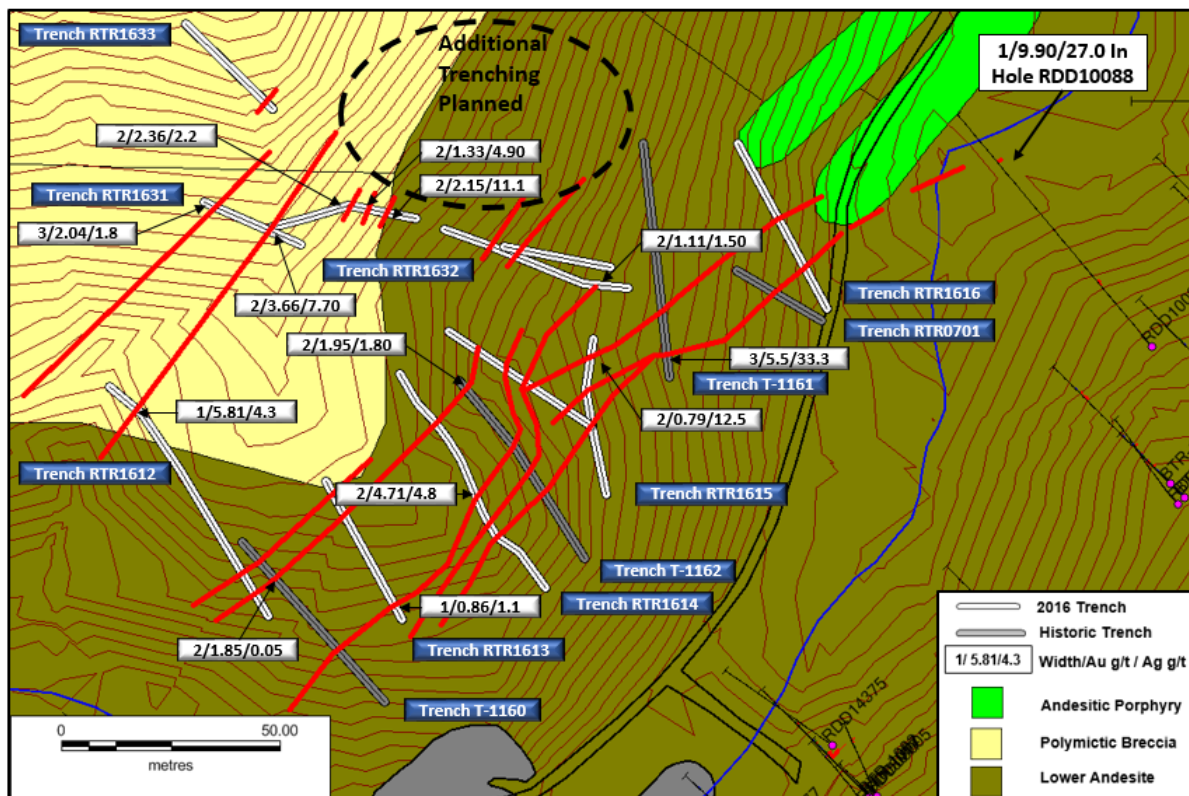 Trench RTR1633
Additional
Trenching
Planned
1/9.90/27.0 In
Hole RDD10088
2/2.36/2.2
2/1.33/4.90
2/2.15/11.1
Trench RTR1631
3/2.04/1.8
2/1.11/1.50
Trench RTR1632
Trench RTR1616
2/3.66/7.70
Trench RTR0701
2/1.95/1.80
3/5.5/33.3
Trench T-1161
1/5.81/4.3
2/0.79/12.5
Trench RTR1612
2/4.71/4.8
Trench RTR1615
Trench T-1162
Trench RTR1614
1/0.86/1.1
2/1.85/0.05
Trench RTR1613
Trench T-1160
RDD14375
0
50.00
metres
2016 Trench
Historic Trench
1/ 5.81/4.3
Width/Au g/t / Ag g/t
Andesitic Porphyry
Polymictic Breccia
Lower Andesite